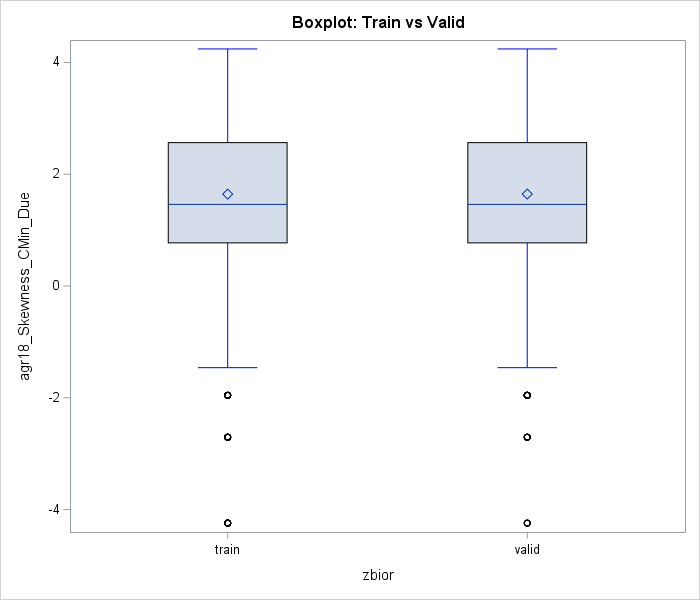 Boxplot: Train vs Valid
agr18_Skewness_CMin_Due
4
2
0
-2
-4
train
valid
zbior